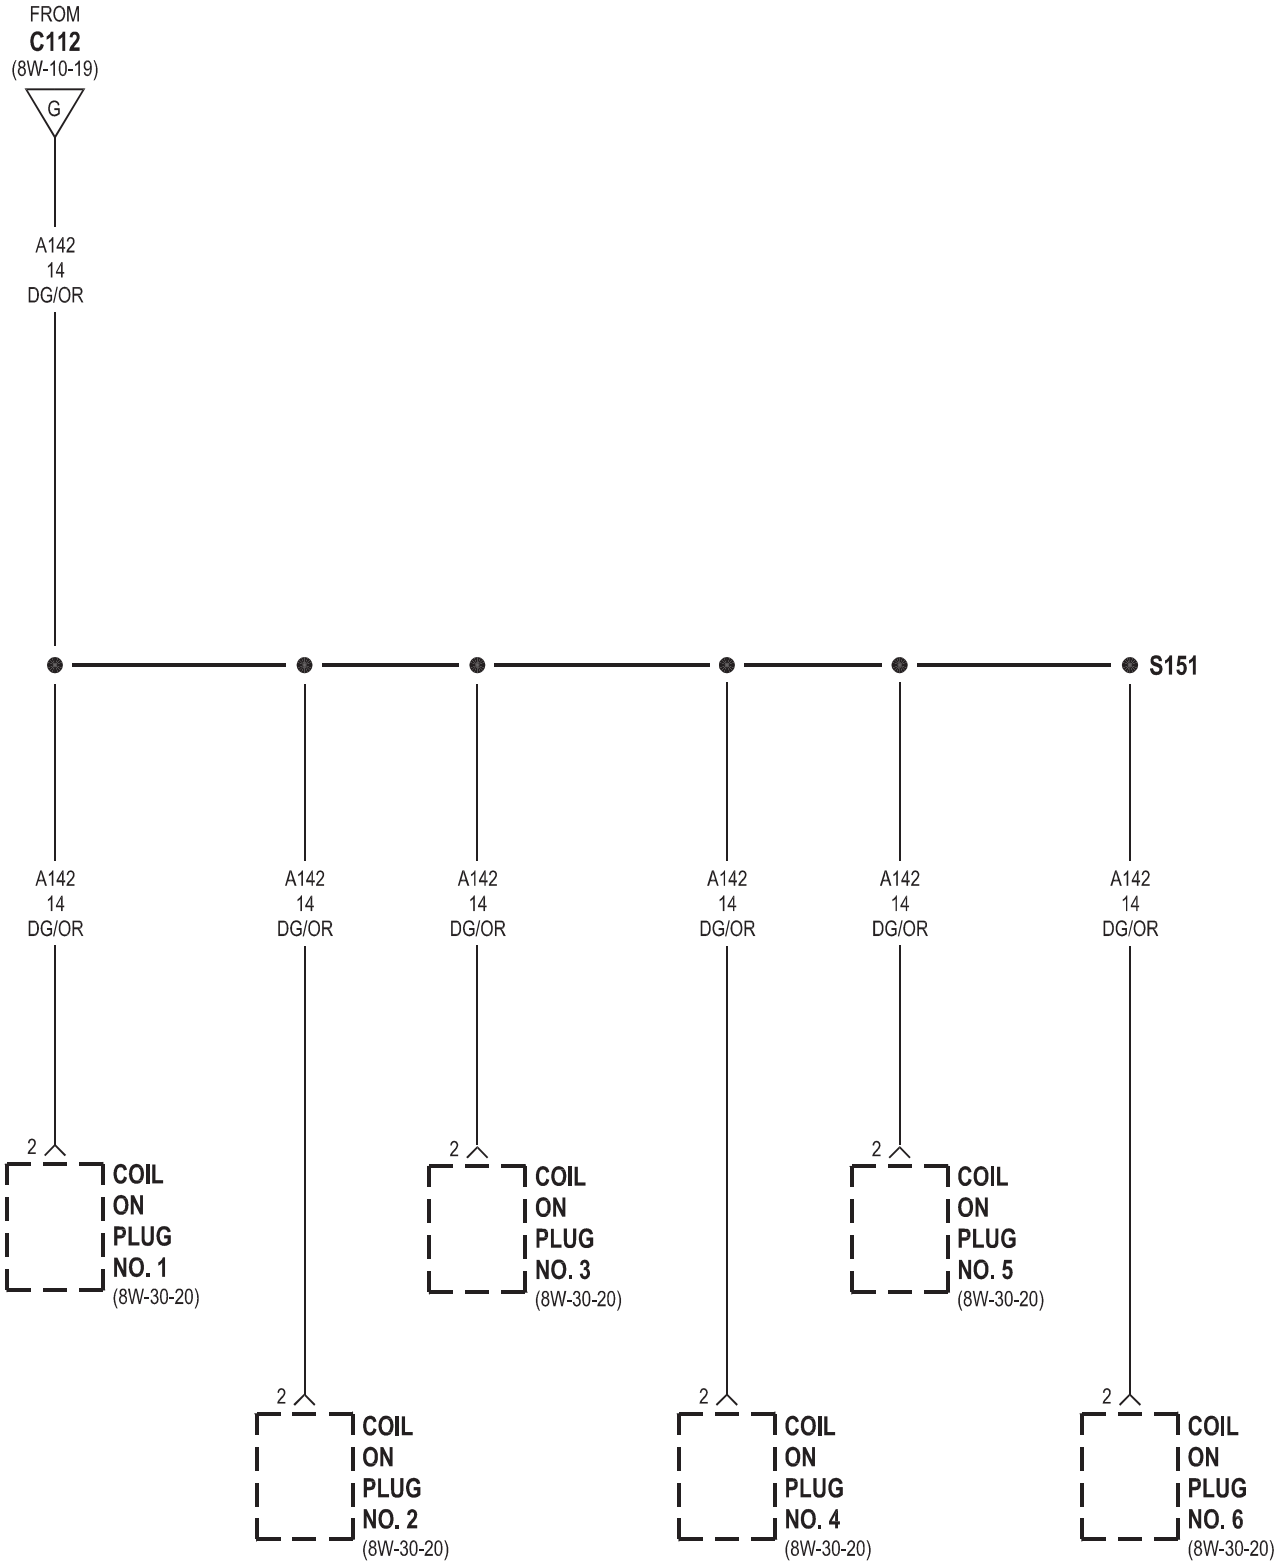 FROM
C112
(8W-10-19)
G
A142
14
DG/OR
S151
A142
14
DG/OR
A142
14
DG/OR
A142
14
DG/OR
A142
14
DG/OR
A142
14
DG/OR
A142
14
DG/OR
2
COIL
ON
PLUG
NO. 1
(8W-30-20)
2
COIL
ON
PLUG
NO. 3
(8W-30-20)
2
COIL
ON
PLUG
NO. 5
(8W-30-20)
2
COIL
ON
PLUG
NO. 2
(8W-30-20)
2
COIL
ON
PLUG
NO. 4
(8W-30-20)
2
COIL
ON
PLUG
NO. 6
(8W-30-20)